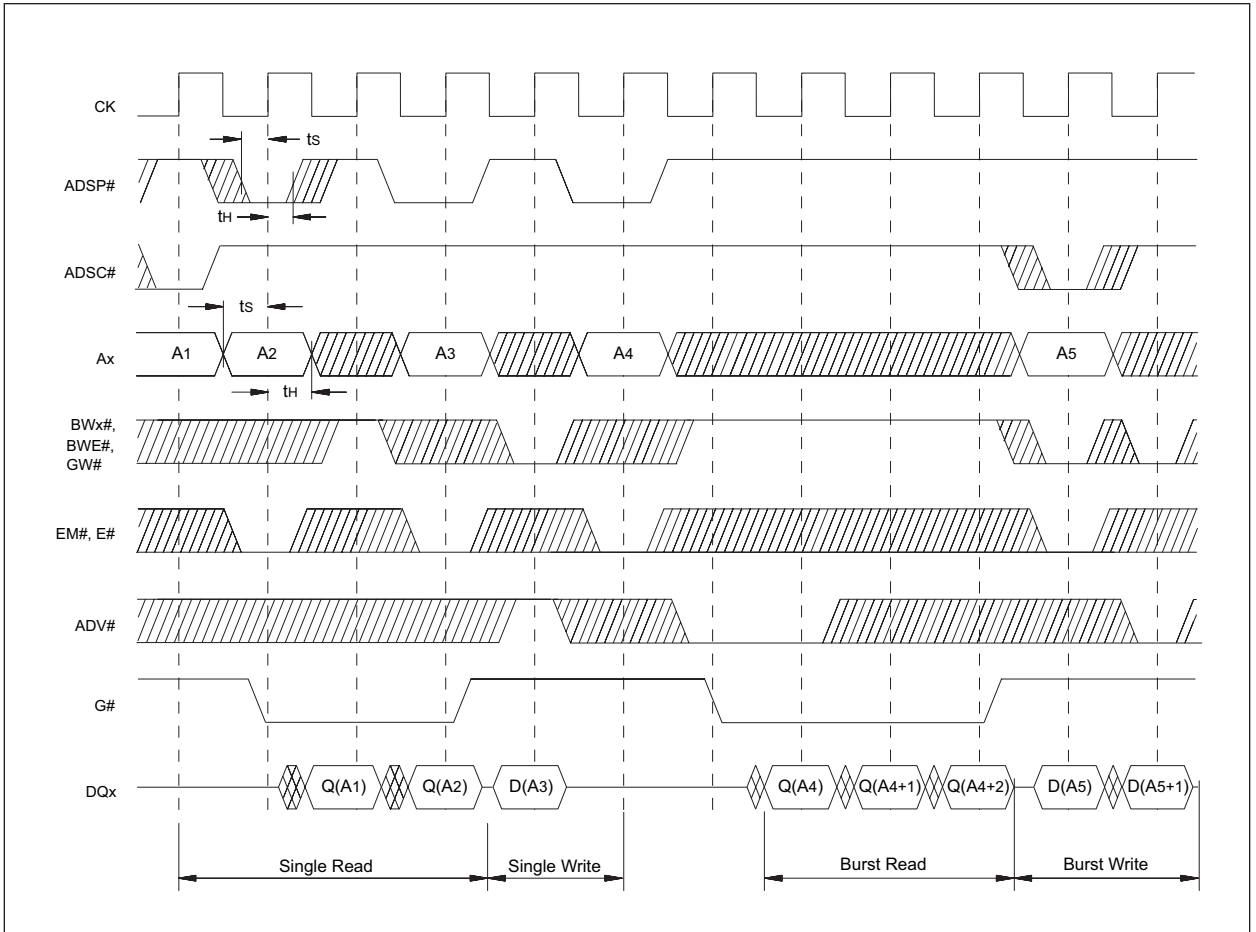 CK
tS
ADSP#
tH
ADSC#
tS
Ax
A1
A2
A3
A4
A5
tH
BWx#,
BWE#,
GW#
EM#, E#
ADV#
G#
DQx
Q(A1)
Q(A2)
D(A3)
Q(A4)
Q(A4+1)
Q(A4+2)
D(A5)
D(A5+1)
Single Read
Single Write
Burst Read
Burst Write